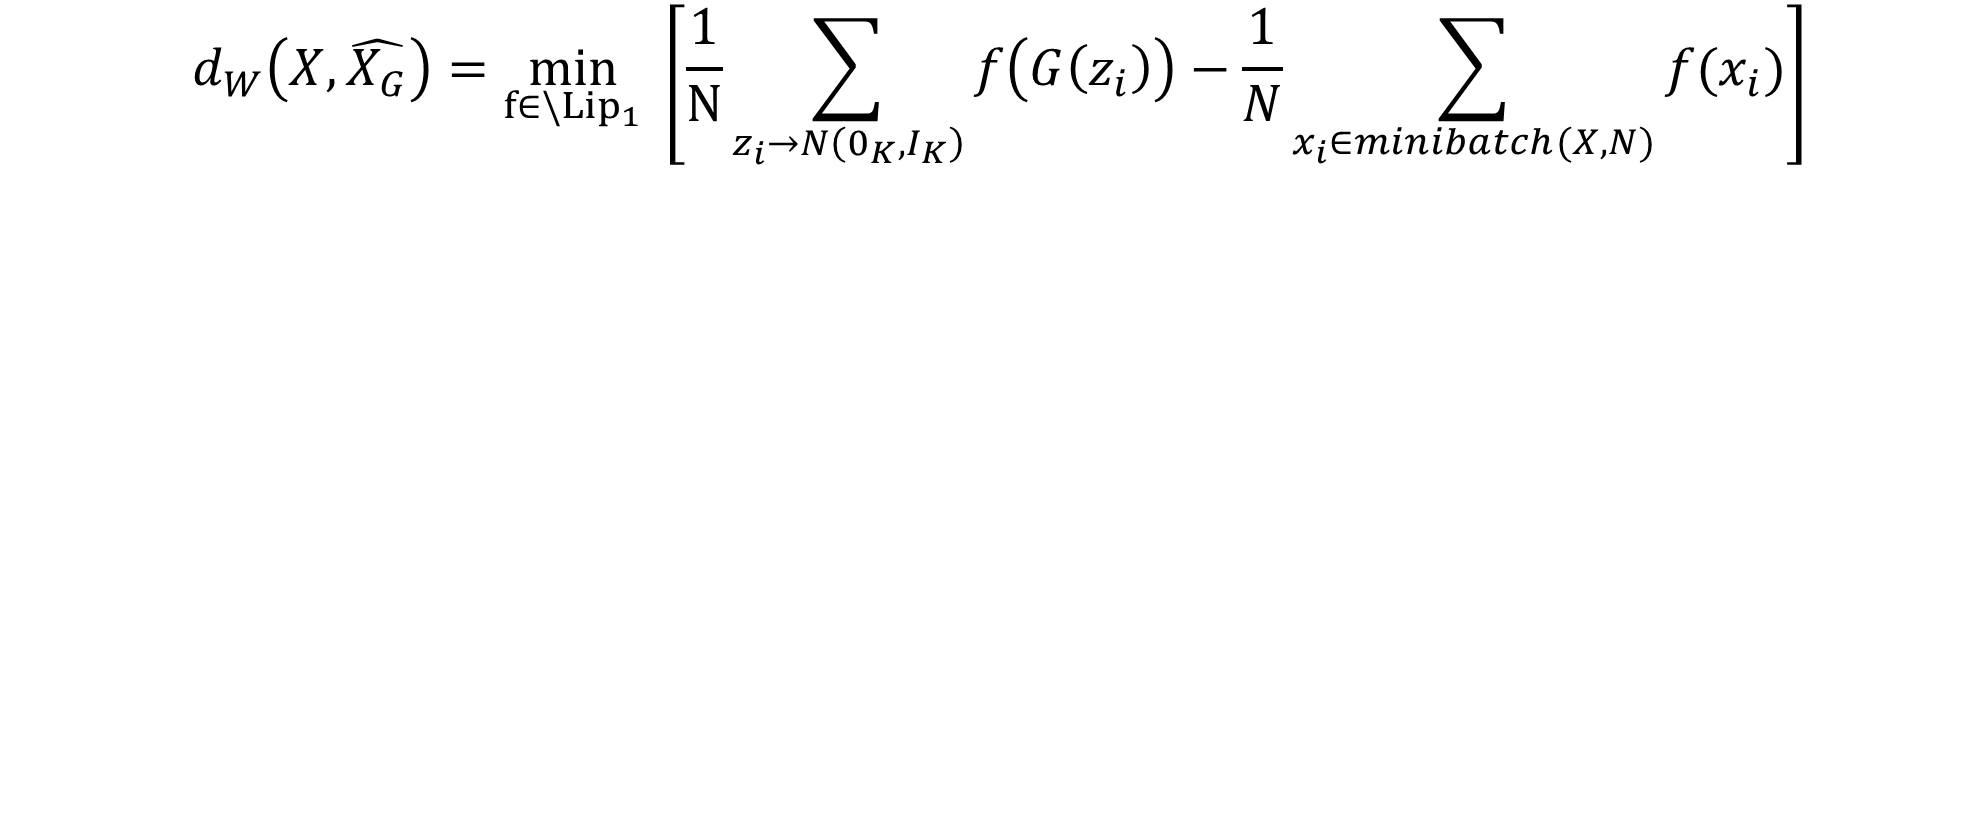 d_W(X, \widehat{X_G}) = \min_{f∈\Lip_1} [ \frac{1}{N} \sum_{z_i→N(0_K,I_K)} f(G(z_i)) − \frac{1}{N} \sum_{x_i∈minibatch(X,N)} f(x_i) ]